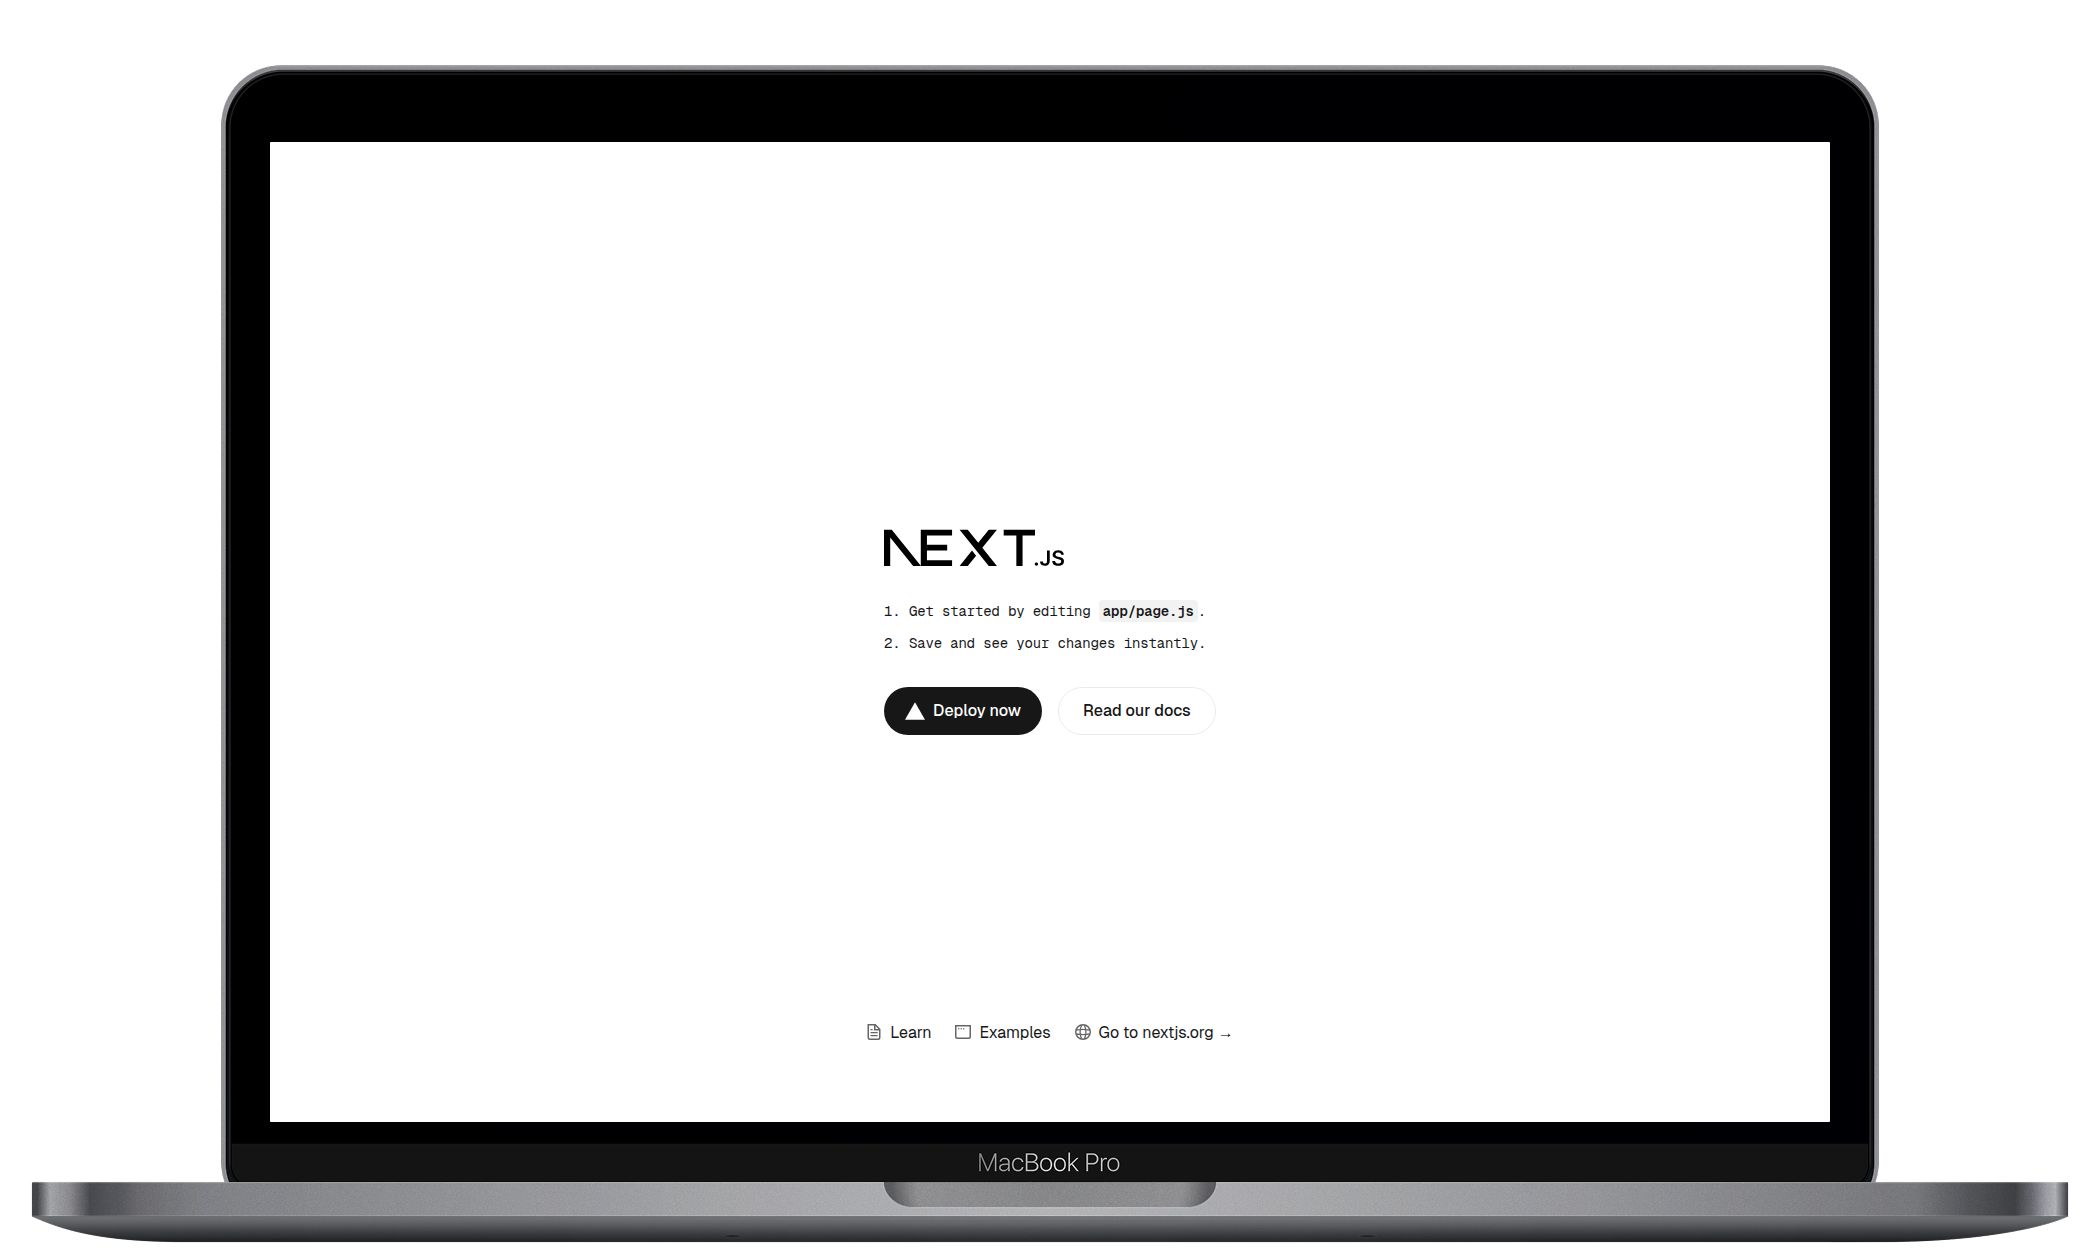 NEXT.JS
1. Get started by editing app/page.js.
2. Save and see your changes instantly.
Deploy now Read our docs
Learn Examples Go to nextjs.org →
MacBook Pro